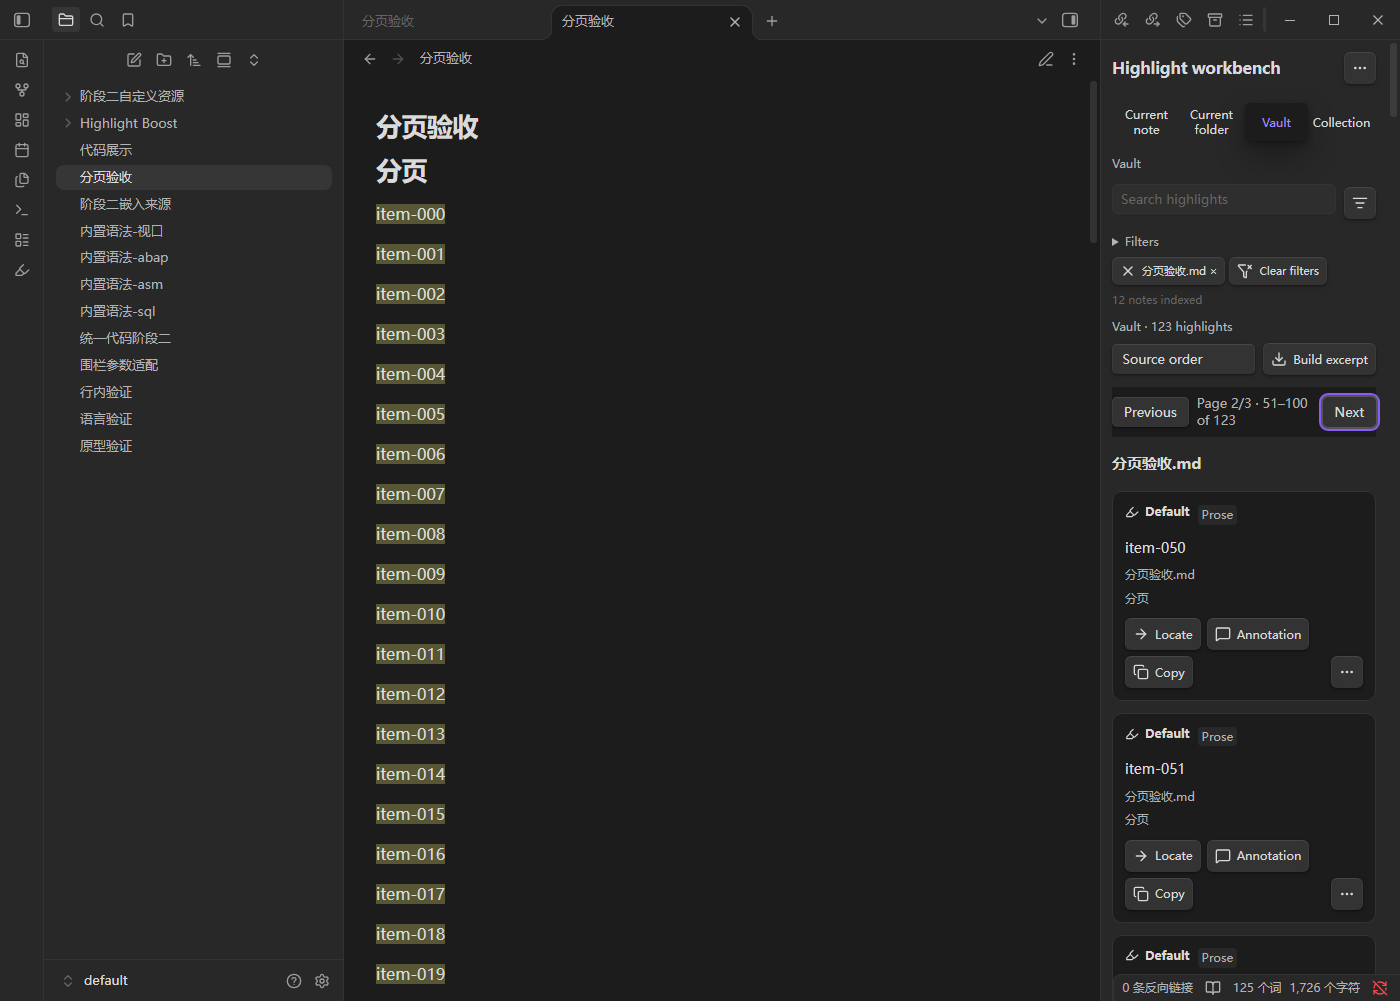 分页验收
分页验收
阶段二自定义资源
Highlight Boost
代码展示
分页验收
阶段二嵌入来源
内置语法-视口
内置语法-abap
内置语法-asm
内置语法-sql
统一代码阶段二
围栏参数适配
行内验证
语言验证
原型验证
default
分页验收
分页验收
分页
item-000
item-001
item-002
item-003
item-004
item-005
item-006
item-007
item-008
item-009
item-010
item-011
item-012
item-013
item-014
item-015
item-016
item-017
item-018
item-019
Highlight workbench
Current note
Current folder
Vault
Collection
Vault
Search highlights
Filters
分页验收.md ×
Clear filters
12 notes indexed
Vault · 123 highlights
Source order
Build excerpt
Previous
Page 2/3 · 51–100
of 123
Next
分页验收.md
Default Prose
item-050
分页验收.md
分页
Locate
Annotation
Copy
Default Prose
item-051
分页验收.md
分页
Locate
Annotation
Copy
Default Prose
0 条反向链接
125 个词
1,726 个字符